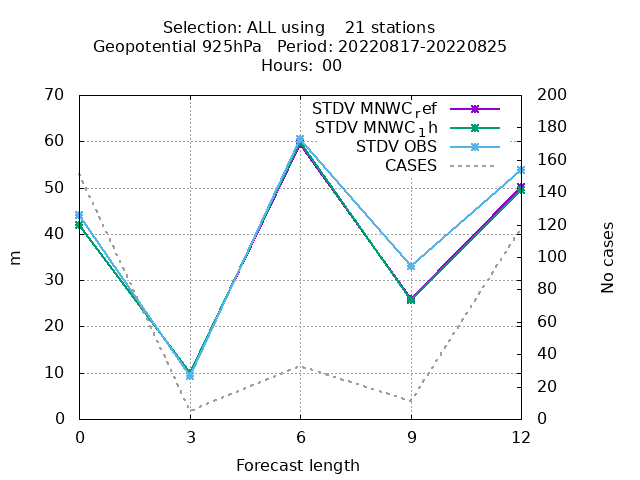 Selection: ALL using    21 stations
Geopotential 925hPa   Period: 20220817-20220825
Hours: 00
STDV MNWC_ref
STDV MNWC_1h
STDV OBS
CASES
70
60
50
40
30
20
10
0
m
200
180
160
140
120
100
80
60
40
20
0
No cases
0 3 6 9 12
Forecast length